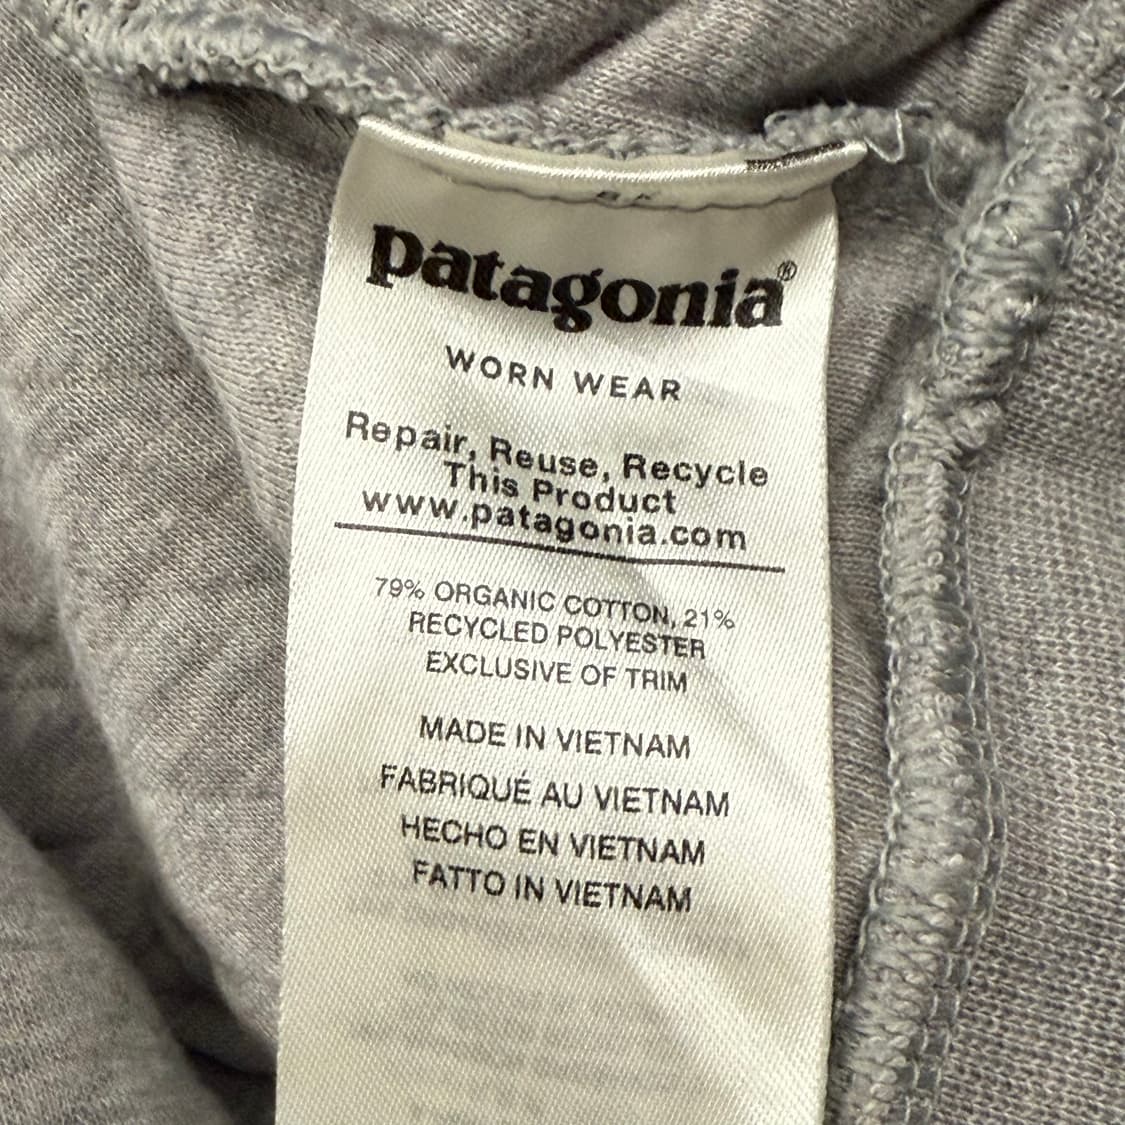 patagonia®
WORN WEAR
Repair, Reuse, Recycle
This Product
www.patagonia.com
79% ORGANIC COTTON, 21%
RECYCLED POLYESTER
EXCLUSIVE OF TRIM
MADE IN VIETNAM
FABRIQUÉ AU VIETNAM
HECHO EN VIETNAM
FATTO IN VIETNAM